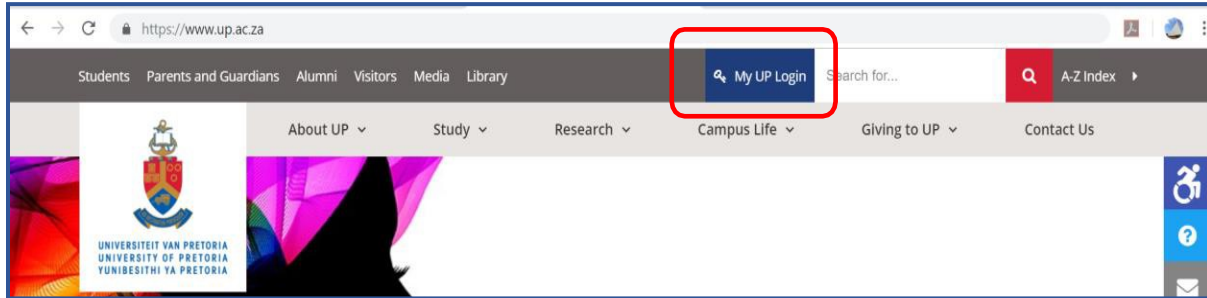 https://www.up.ac.za
Students Parents and Guardians Alumni Visitors Media Library My UP Login Search for... A-Z Index
About UP Study Research Campus Life Giving to UP Contact Us
UNIVERSITEIT VAN PRETORIA
UNIVERSITY OF PRETORIA
YUNIBESITHI YA PRETORIA